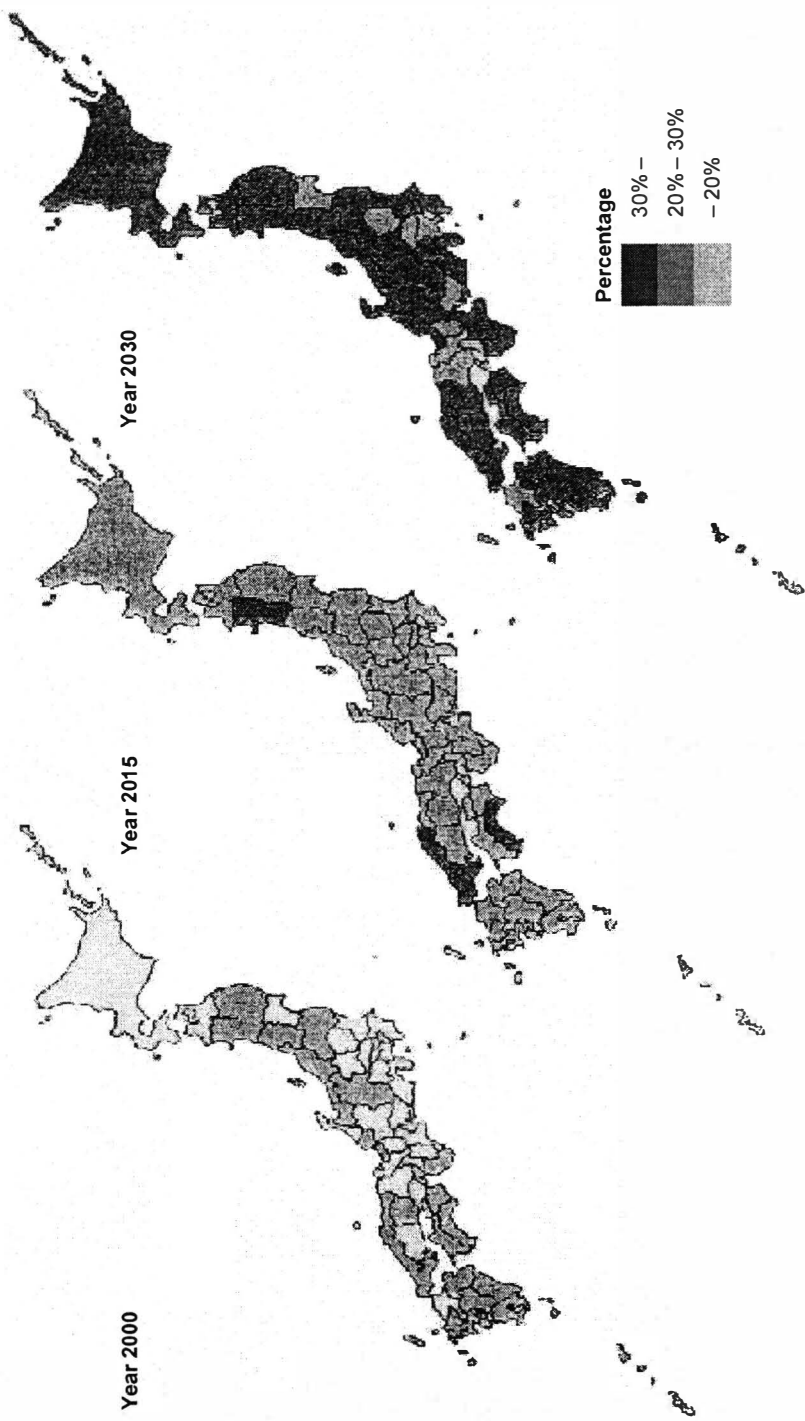 Year 2000
Year 2015
Year 2030
Percentage
30% –
20% – 30%
– 20%